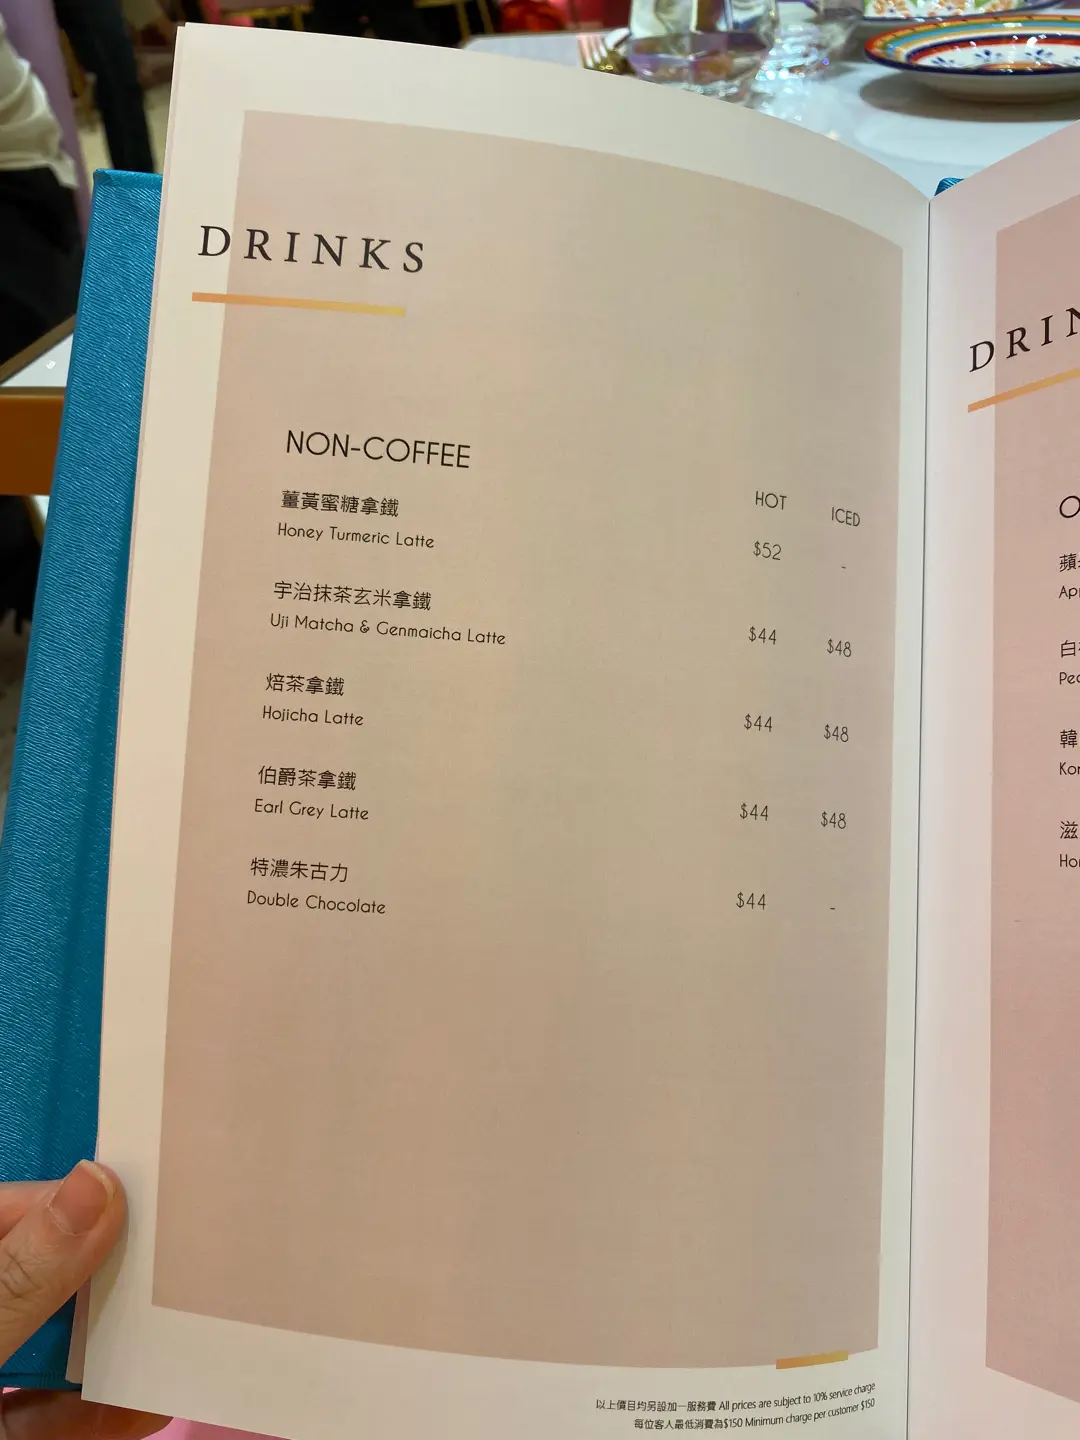 DRINKS
NON-COFFEE
HOT ICED
薑黃蜜糖拿鐵
Honey Turmeric Latte
$52 -
宇治抹茶玄米拿鐵
Uji Matcha & Genmaicha Latte
$44 $48
焙茶拿鐵
Hojicha Latte
$44 $48
伯爵茶拿鐵
Earl Grey Latte
$44 $48
特濃朱古力
Double Chocolate
$44 -
以上價目均另設加一服務費 All prices are subject to 10% service charge
每位客人最低消費為$150 Minimum charge per customer $150
DRIN
白
韓
滋